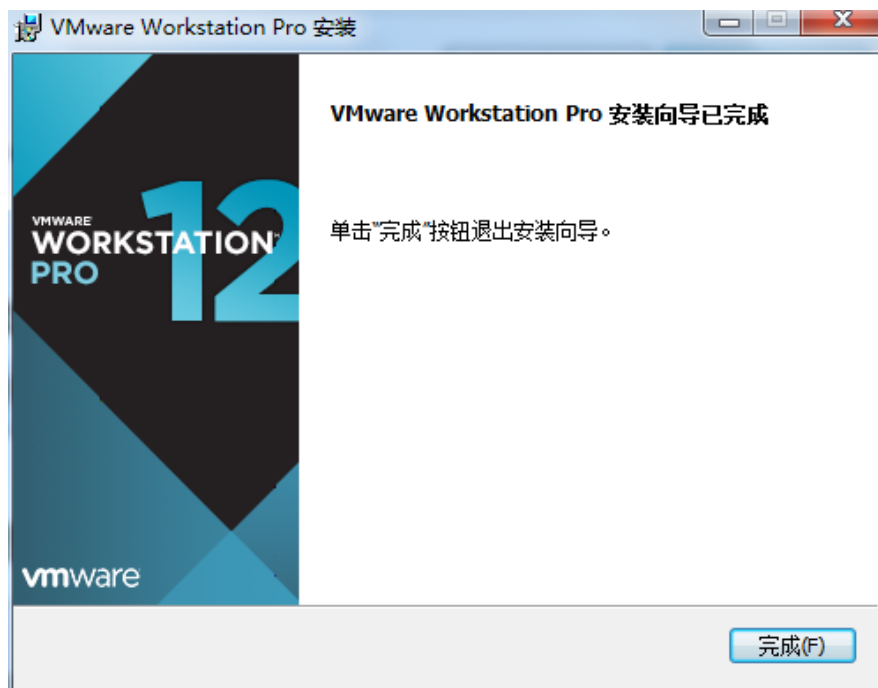 VMware Workstation Pro 安装
VMware Workstation Pro 安装向导已完成
单击"完成"按钮退出安装向导。
VMWARE
WORKSTATION
PRO
12
vmware
完成(F)